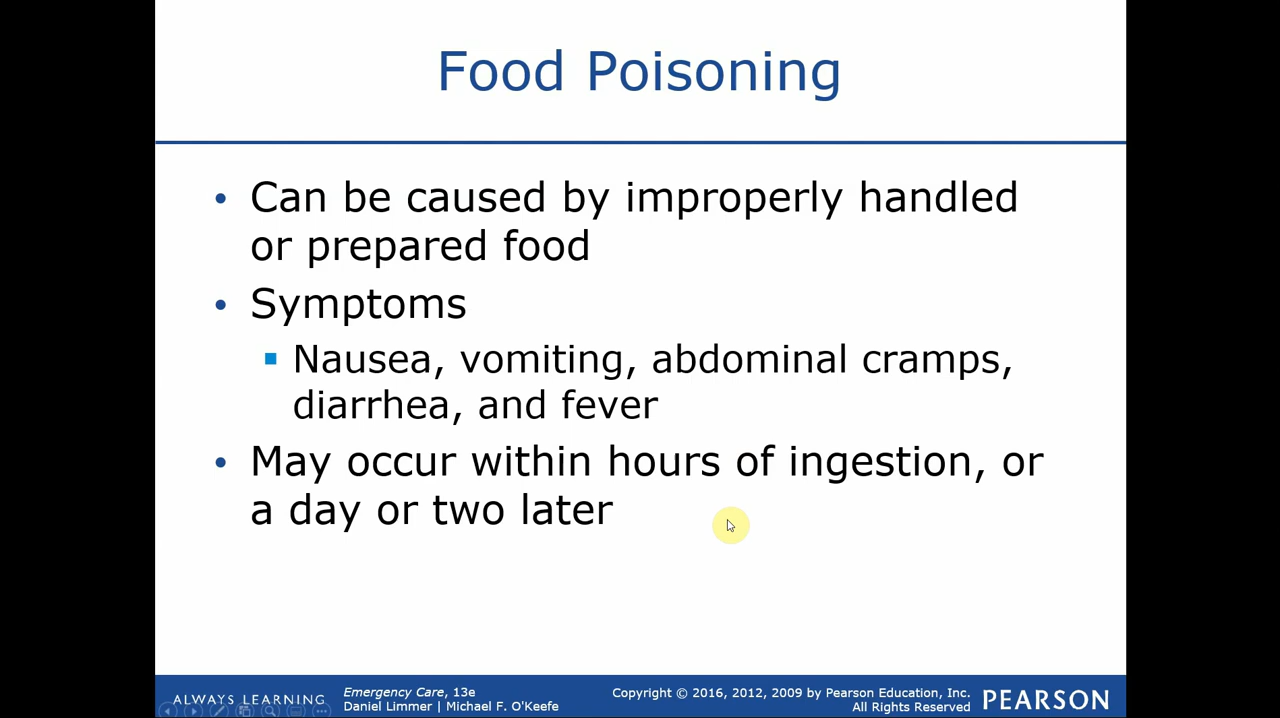 Food Poisoning
• Can be caused by improperly handled
or prepared food
• Symptoms
▪ Nausea, vomiting, abdominal cramps,
diarrhea, and fever
• May occur within hours of ingestion, or
a day or two later
ALWAYS LEARNING
Emergency Care, 13e
Daniel Limmer | Michael F. O'Keefe
Copyright © 2016, 2012, 2009 by Pearson Education, Inc.
All Rights Reserved
PEARSON